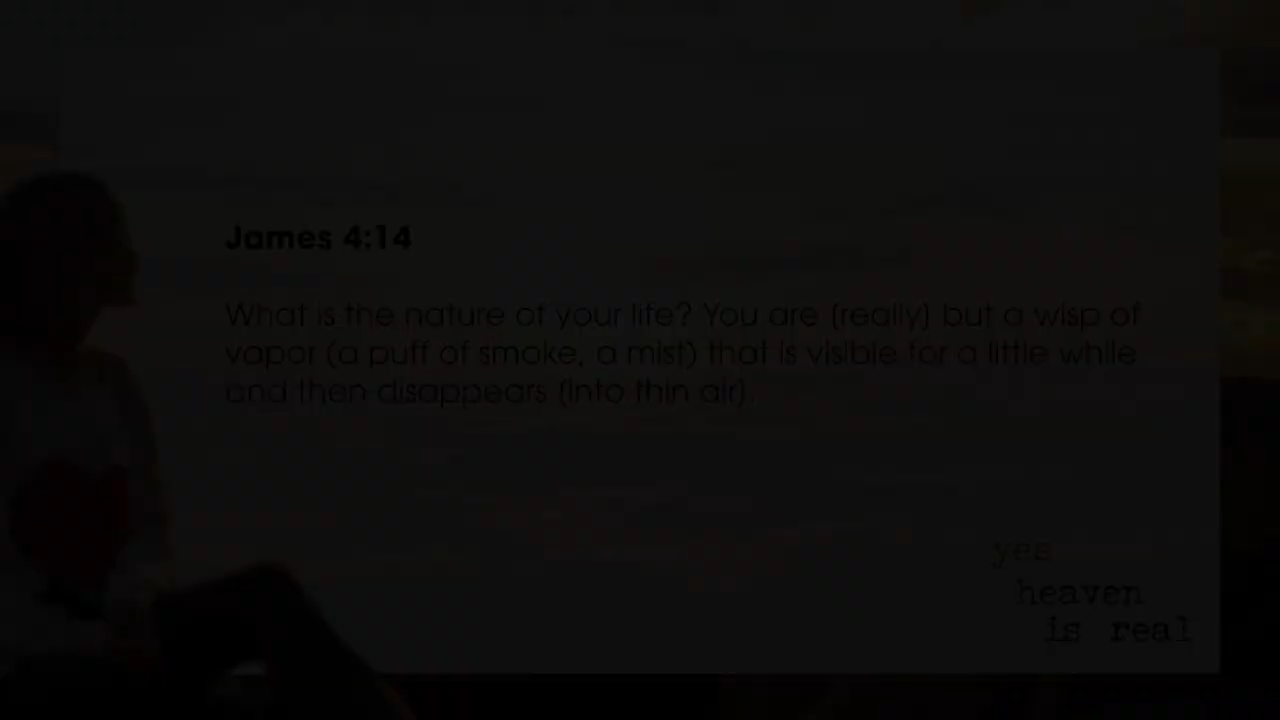 James 4:14
What is the nature of your life? You are (really) but a wisp of
vapor (a puff of smoke, a mist) that is visible for a little while
and then disappears (into thin air).
yes
heaven
is real